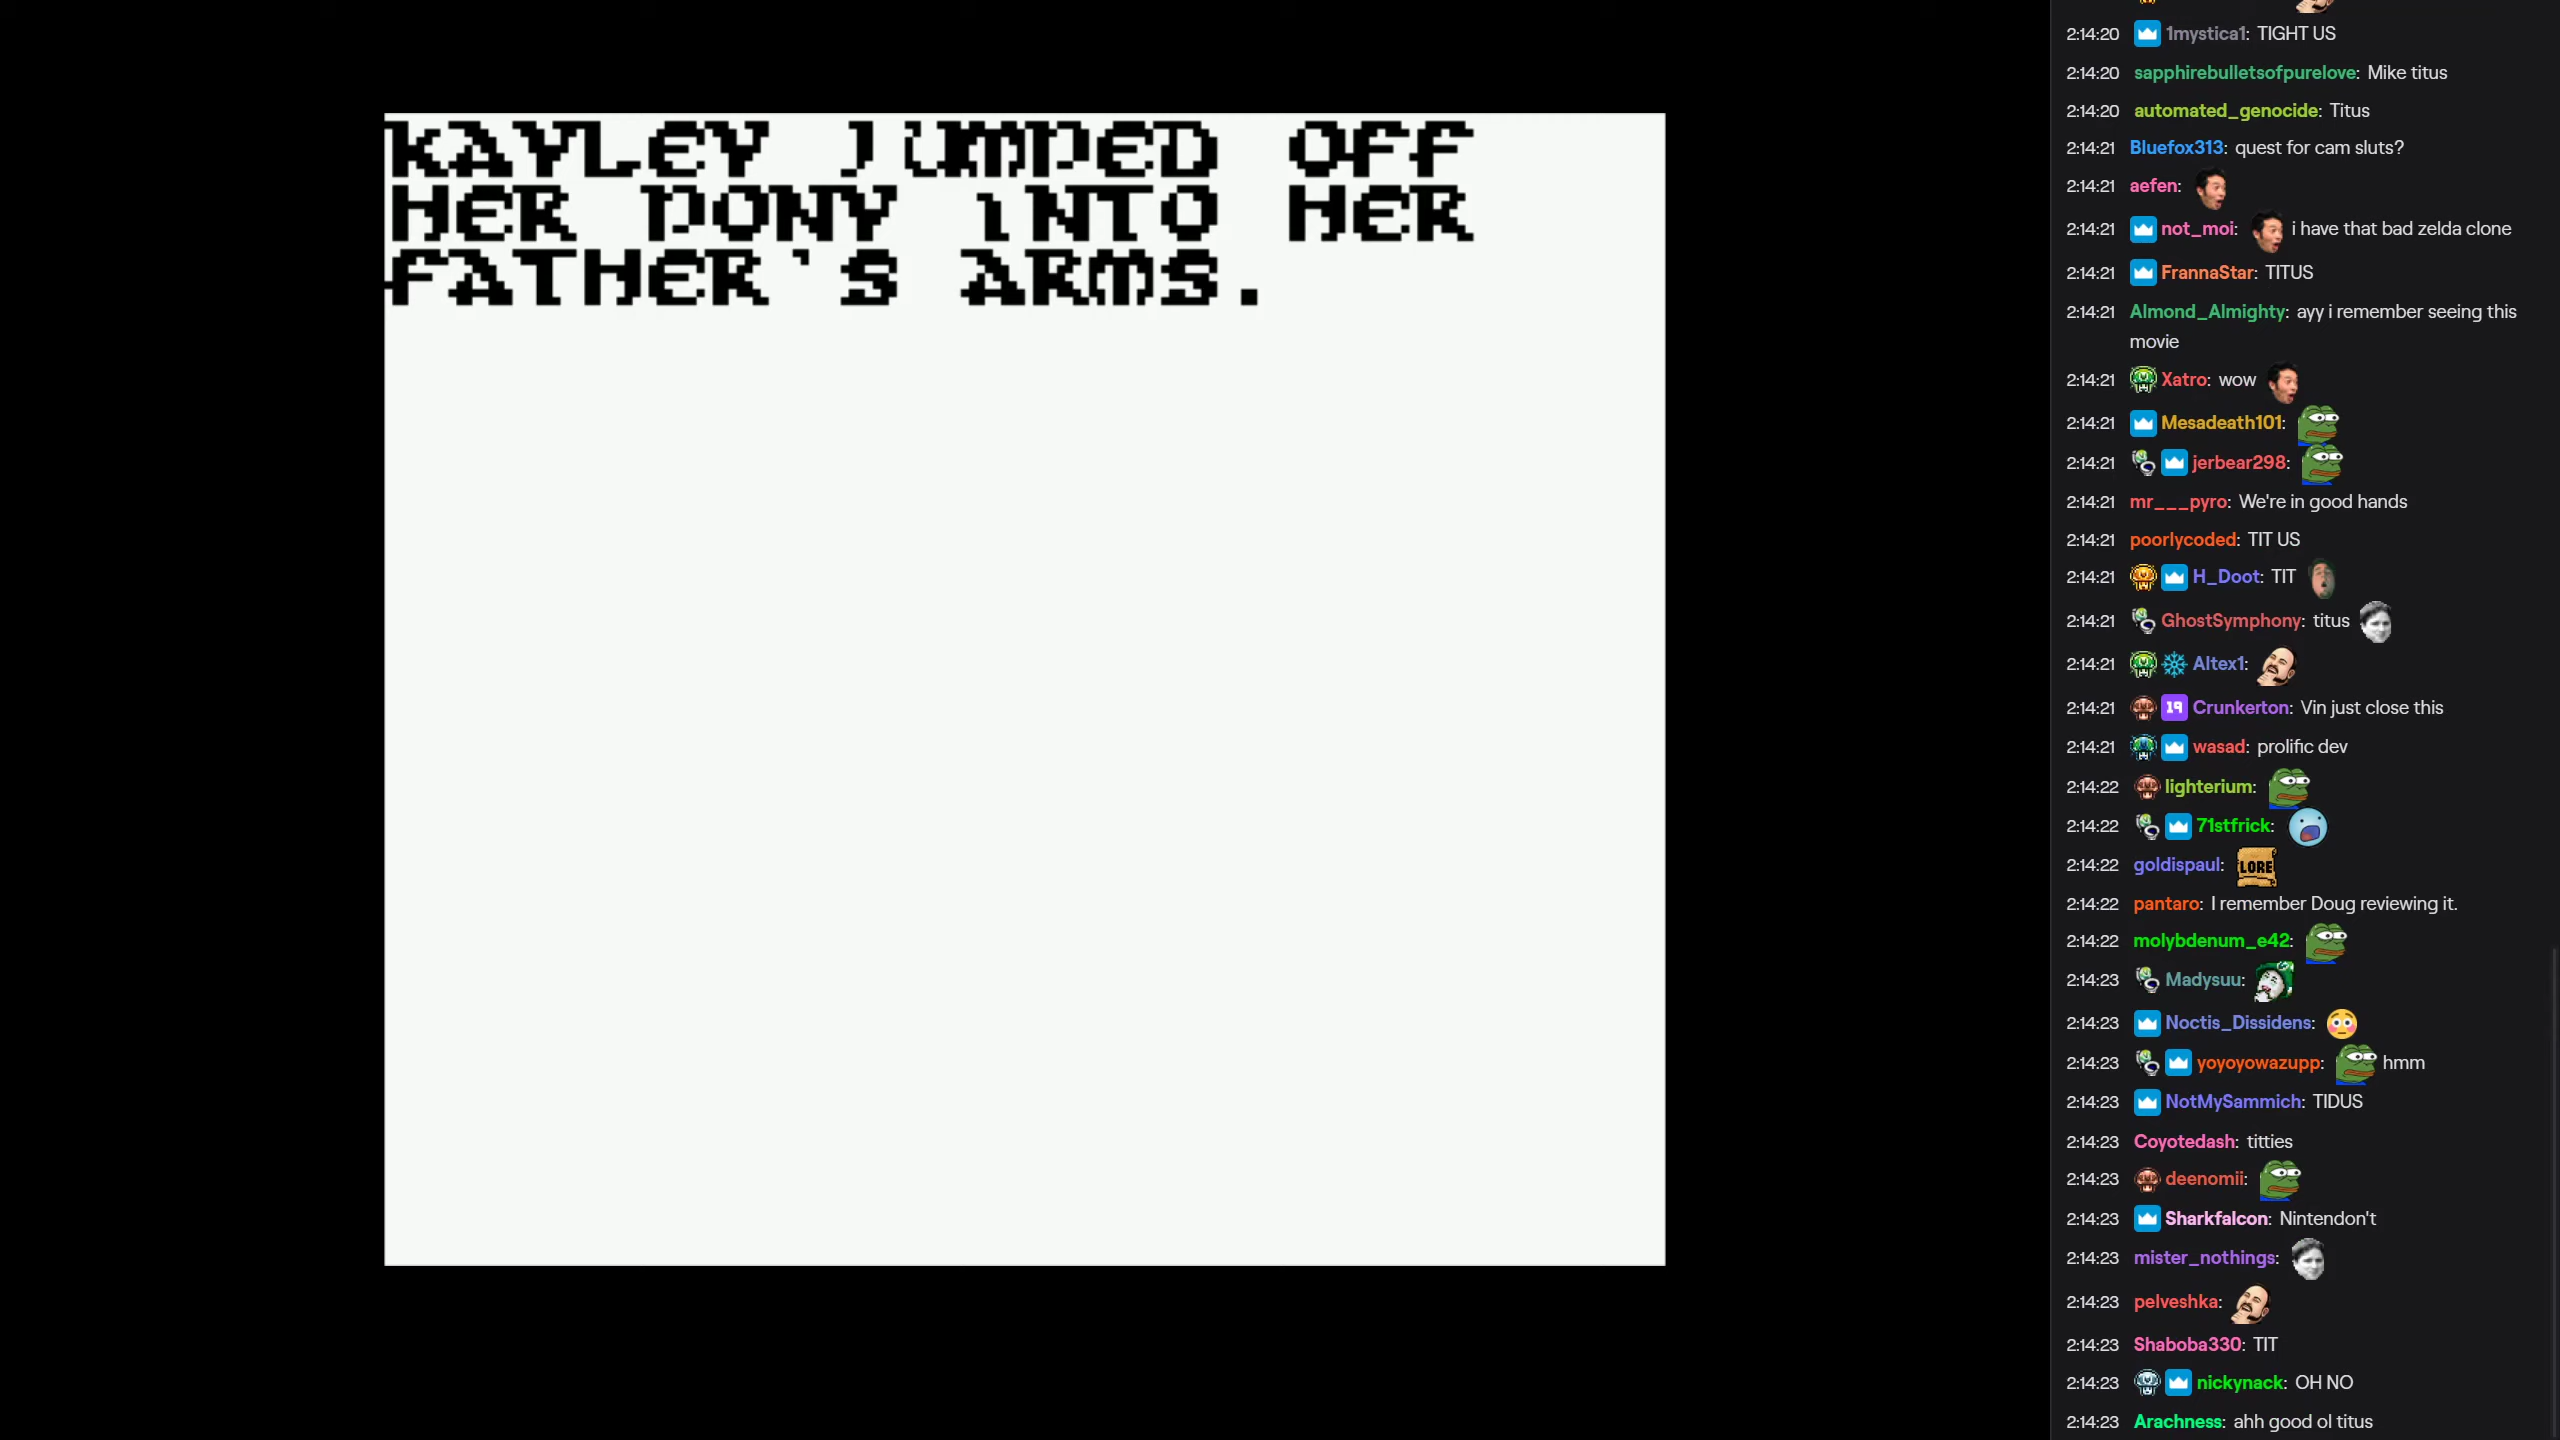 KAYLEY JUMPED OFF
HER PONY INTO HER
FATHER'S ARMS.
2:14:20 1mystica1: TIGHT US
2:14:20 sapphirebulletsofpurelove: Mike titus
2:14:20 automated_genocide: Titus
2:14:21 Bluefox313: quest for cam sluts?
2:14:21 aefen:
2:14:21 not_moi: i have that bad zelda clone
2:14:21 FrannaStar: TITUS
2:14:21 Almond_Almighty: ayy i remember seeing this
movie
2:14:21 Xatro: wow
2:14:21 Mesadeath101:
2:14:21 jerbear298:
2:14:21 mr___pyro: We're in good hands
2:14:21 poorlycoded: TIT US
2:14:21 H_Doot: TIT
2:14:21 GhostSymphony: titus
2:14:21 Altex1:
2:14:21 19 Crunkerton: Vin just close this
2:14:21 wasad: prolific dev
2:14:22 lighterium:
2:14:22 71stfrick:
2:14:22 goldispaul: LORE
2:14:22 pantaro: I remember Doug reviewing it.
2:14:22 molybdenum_e42:
2:14:23 Madysuu:
2:14:23 Noctis_Dissidens:
2:14:23 yoyoyowazupp: hmm
2:14:23 NotMySammich: TIDUS
2:14:23 Coyotedash: titties
2:14:23 deenomii:
2:14:23 Sharkfalcon: Nintendon't
2:14:23 mister_nothings:
2:14:23 pelveshka:
2:14:23 Shaboba330: TIT
2:14:23 nickynack: OH NO
2:14:23 Arachness: ahh good ol titus